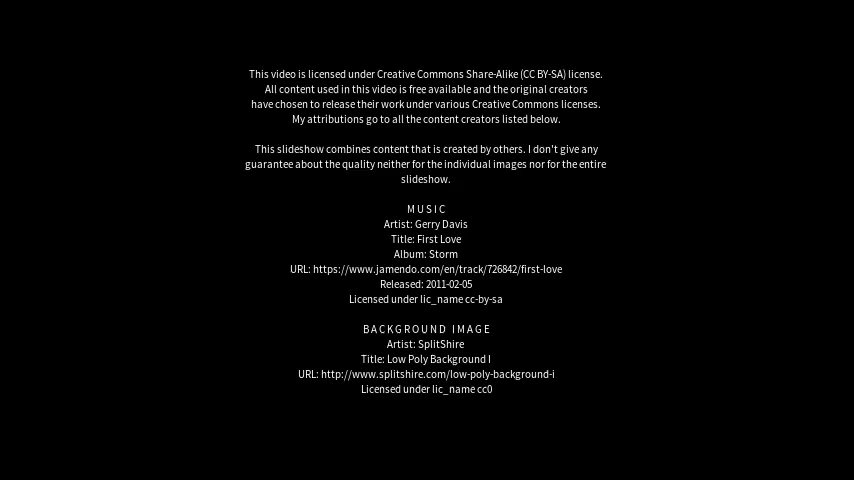 This video is licensed under Creative Commons Share-Alike (CC BY-SA) license.
All content used in this video is free available and the original creators
have chosen to release their work under various Creative Commons licenses.
My attributions go to all the content creators listed below.
This slideshow combines content that is created by others. I don't give any
guarantee about the quality neither for the individual images nor for the entire
slideshow.
MUSIC
Artist: Gerry Davis
Title: First Love
Album: Storm
URL: https://www.jamendo.com/en/track/726842/first-love
Released: 2011-02-05
Licensed under lic_name cc-by-sa
BACKGROUND IMAGE
Artist: SplitShire
Title: Low Poly Background I
URL: http://www.splitshire.com/low-poly-background-i
Licensed under lic_name cc0